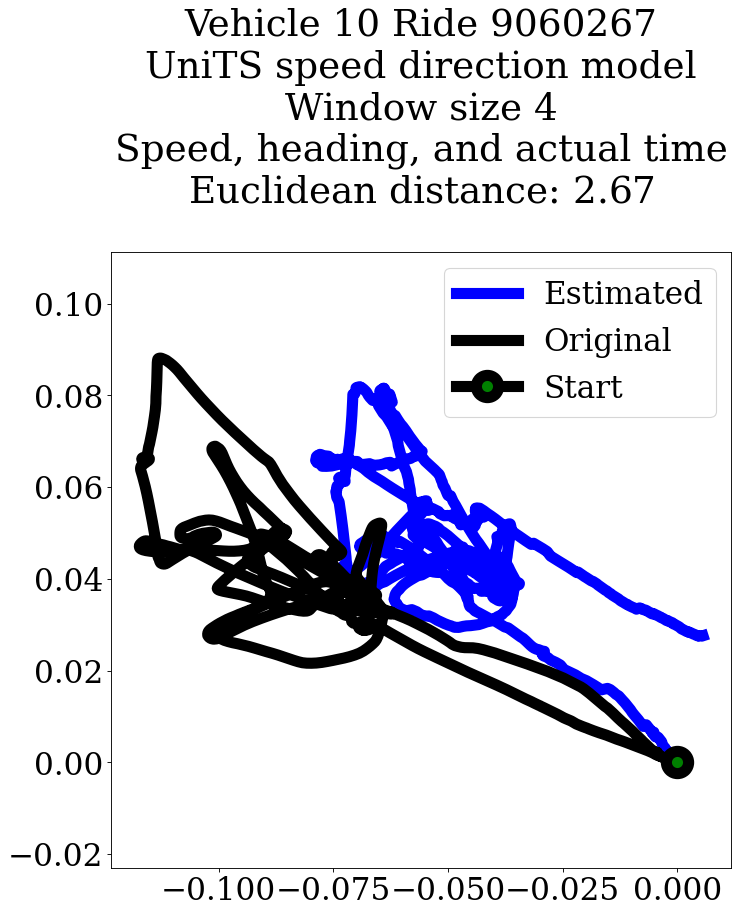 Vehicle 10 Ride 9060267
UniTS speed direction model
Window size 4
Speed, heading, and actual time
Euclidean distance: 2.67
Estimated
Original
Start
0.10
0.08
0.06
0.04
0.02
0.00
−0.02
−0.100 −0.075 −0.050 −0.025 0.000